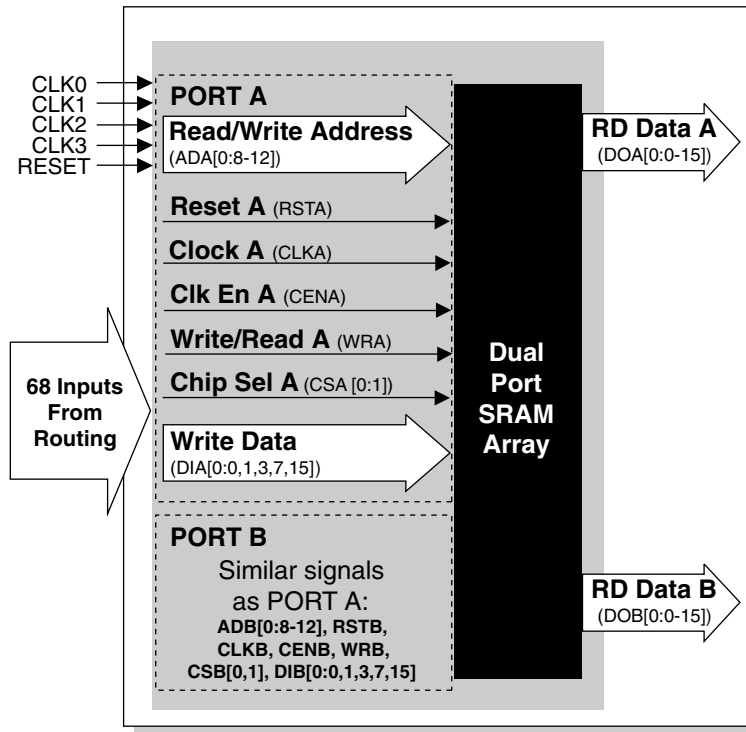 CLK0
CLK1
CLK2
CLK3
RESET
PORT A
Read/Write Address
(ADA[0:8-12])
Reset A (RSTA)
Clock A (CLKA)
Clk En A (CENA)
Write/Read A (WRA)
Chip Sel A (CSA [0:1])
Write Data
(DIA[0:0,1,3,7,15])
68 Inputs
From
Routing
PORT B
Similar signals
as PORT A:
ADB[0:8-12], RSTB,
CLKB, CENB, WRB,
CSB[0,1], DIB[0:0,1,3,7,15]
Dual
Port
SRAM
Array
RD Data A
(DOA[0:0-15])
RD Data B
(DOB[0:0-15])